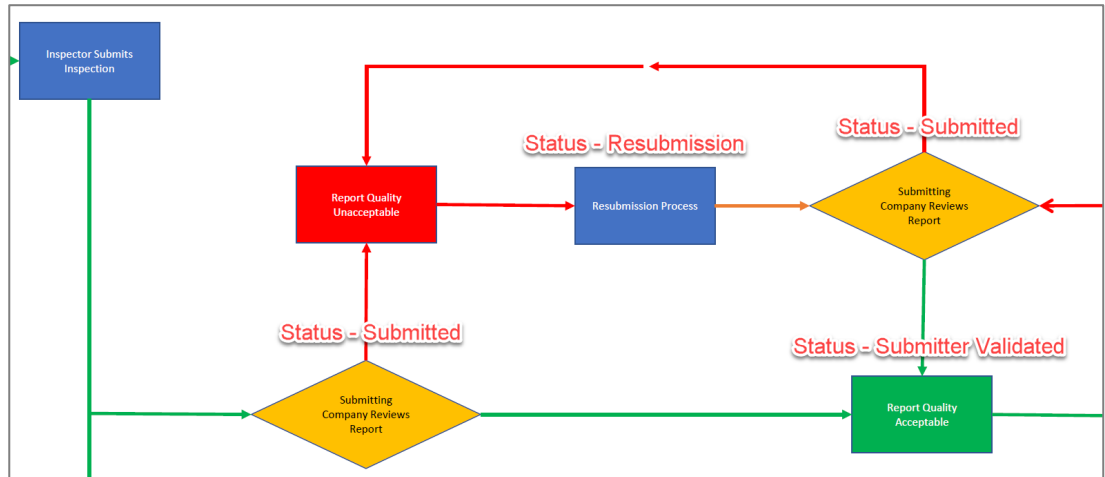 Inspector Submits
Inspection
Status - Submitted
Status - Resubmission
Submitting
Company Reviews
Report
Report Quality
Unacceptable
Resubmission Process
Status - Submitted
Status - Submitter Validated
Submitting
Company Reviews
Report
Report Quality
Acceptable